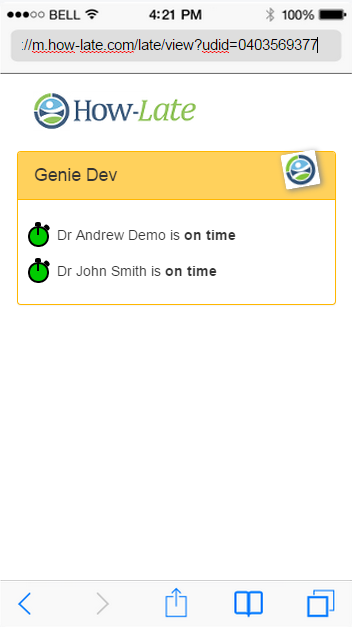 BELL 4:21 PM 100%
://m.how-late.com/late/view?udid=0403569377
How-Late
Genie Dev
Dr Andrew Demo is on time
Dr John Smith is on time